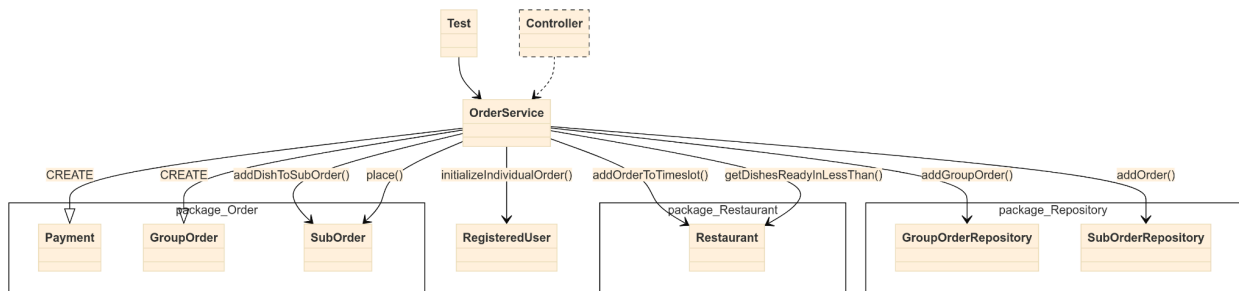 Test
Controller
OrderService
CREATE
CREATE
addDishToSubOrder()
place()
initializeIndividualOrder()
addOrderToTimeslot()
getDishesReadyInLessThan()
addGroupOrder()
addOrder()
package_Order
package_Restaurant
package_Repository
Payment
GroupOrder
SubOrder
RegisteredUser
Restaurant
GroupOrderRepository
SubOrderRepository